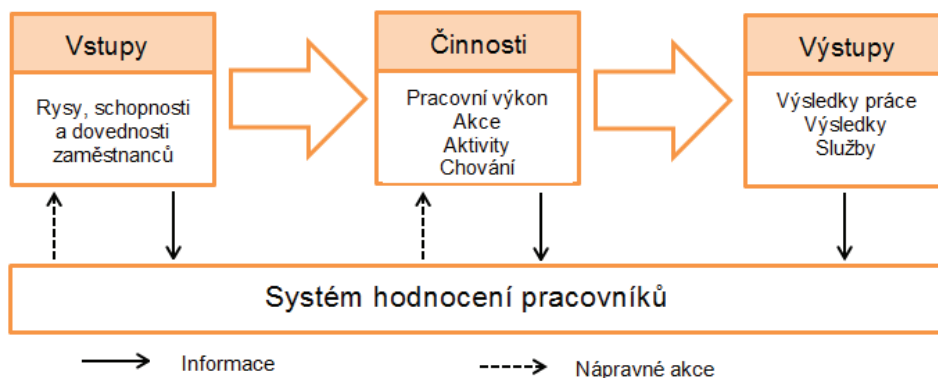 Vstupy
Rysy, schopnosti
a dovednosti
zaměstnanců
Činnosti
Pracovní výkon
Akce
Aktivity
Chování
Výstupy
Výsledky práce
Výsledky
Služby
Systém hodnocení pracovníků
Informace
Nápravné akce